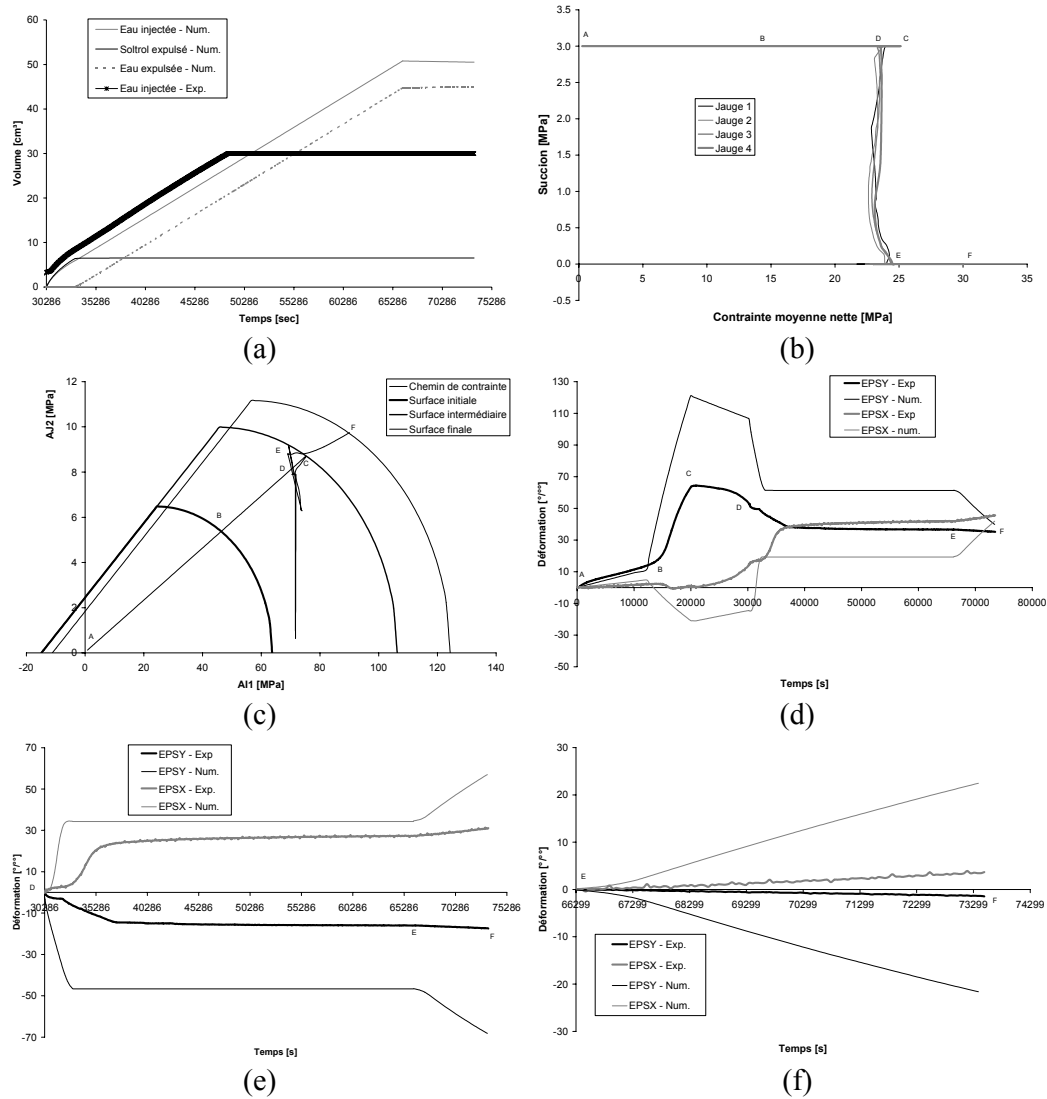 60
50
40
30
20
10
0
Volume [cm³]
30286 35286 40286 45286 50286 55286 60286 65286 70286 75286
Temps [sec]
Eau injectée - Num.
Soltrol expulsé - Num.
Eau expulsée - Num.
Eau injectée - Exp.
(a)
3.5
3.0
2.5
2.0
1.5
1.0
0.5
0.0
-0.5
Succion [MPa]
A B D C
Jauge 1
Jauge 2
Jauge 3
Jauge 4
E F
0 5 10 15 20 25 30 35
Contrainte moyenne nette [MPa]
(b)
12
10
8
6
4
2
0
AJ2 [MPa]
Chemin de contrainte
Surface initiale
Surface intermédiaire
Surface finale
F
E
C
D
B
A
-20 0 20 40 60 80 100 120 140
AI1 [MPa]
(c)
130
110
90
70
50
30
10
-10
-30
-50
Déformation [°/°°]
EPSY - Exp
EPSY - Num.
EPSX - Exp
EPSX - num.
C
D
A
B
E F
0 10000 20000 30000 40000 50000 60000 70000 80000
Temps [s]
(d)
70
50
30
10
-10
-30
-50
-70
Déformation [°/°°]
EPSY - Exp
EPSY - Num.
EPSX - Exp.
EPSX - Num.
D
30286 35286 40286 45286 50286 55286 60286 65286 70286 75286
E F
Temps [s]
(e)
30
20
10
0
-10
-20
-30
Déformation [°/°°]
E
66299 67299 68299 69299 70299 71299 72299 73299 74299
F
EPSY - Exp.
EPSX - Exp.
EPSY - Num.
EPSX - Num.
Temps [s]
(f)